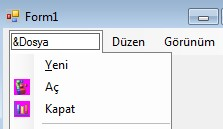 Form1
&Dosya Düzen Görünüm
Yeni
Aç
Kapat